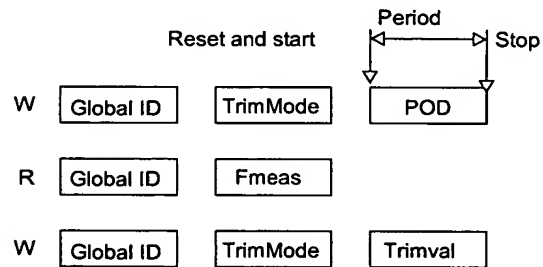 Period
Reset and start Stop
W Global ID TrimMode POD
R Global ID Fmeas
W Global ID TrimMode Trimval